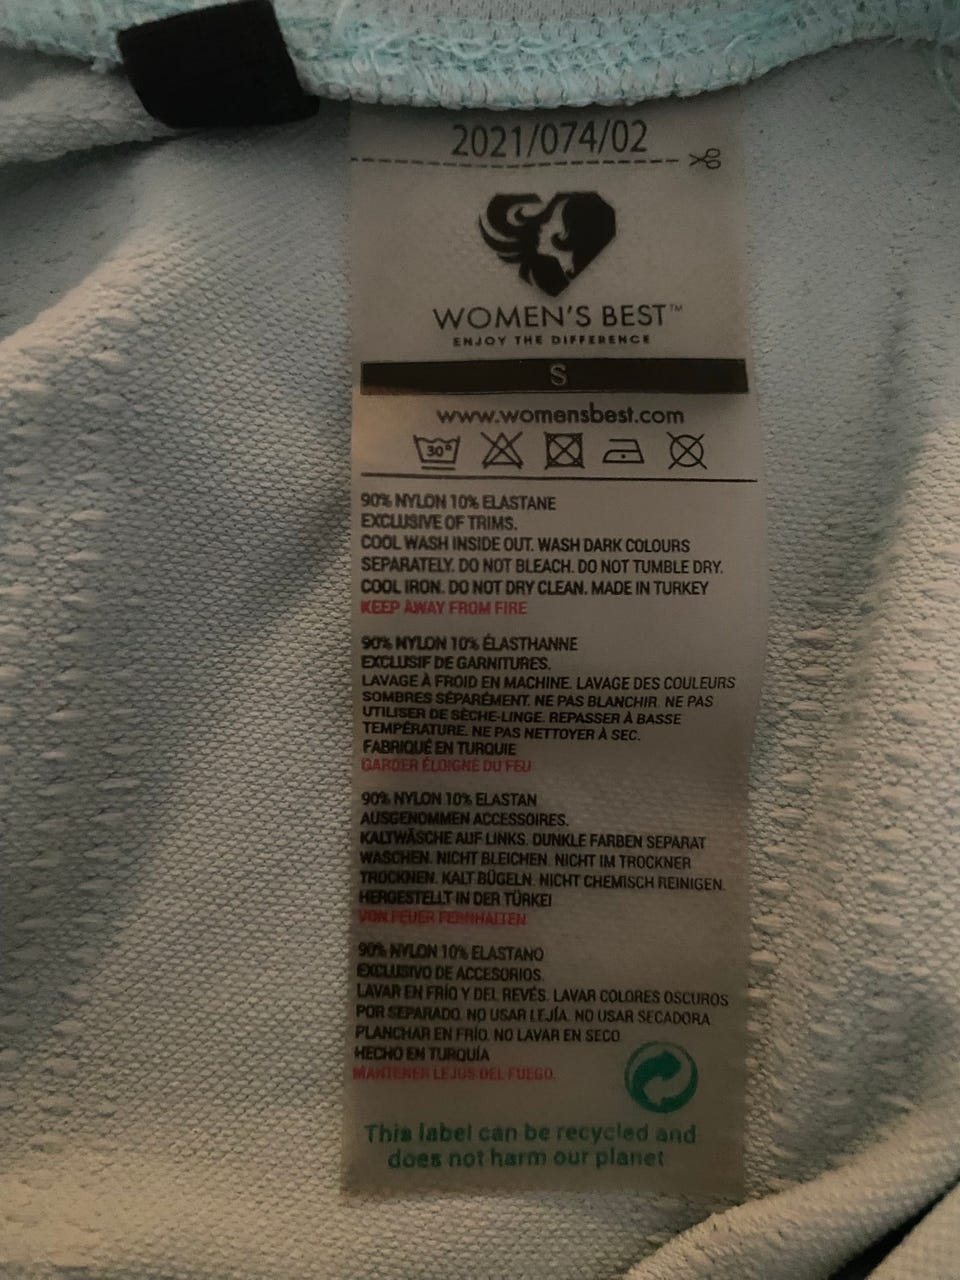 2021/074/02
WOMEN'S BEST™
ENJOY THE DIFFERENCE
S
www.womensbest.com
30°
90% NYLON 10% ELASTANE
EXCLUSIVE OF TRIMS.
COOL WASH INSIDE OUT. WASH DARK COLOURS
SEPARATELY. DO NOT BLEACH. DO NOT TUMBLE DRY.
COOL IRON. DO NOT DRY CLEAN. MADE IN TURKEY
KEEP AWAY FROM FIRE
90% NYLON 10% ÉLASTHANNE
EXCLUSIF DE GARNITURES.
LAVAGE À FROID EN MACHINE. LAVAGE DES COULEURS
SOMBRES SÉPARÉMENT. NE PAS BLANCHIR. NE PAS
UTILISER DE SÈCHE-LINGE. REPASSER À BASSE
TEMPÉRATURE. NE PAS NETTOYER À SEC.
FABRIQUÉ EN TURQUIE
GARDER ÉLOIGNÉ DU FEU
90% NYLON 10% ELASTAN
AUSGENOMMEN ACCESSOIRES.
KALTWÄSCHE AUF LINKS. DUNKLE FARBEN SEPARAT
WASCHEN. NICHT BLEICHEN. NICHT IM TROCKNER
TROCKNEN. KALT BÜGELN. NICHT CHEMISCH REINIGEN.
HERGESTELLT IN DER TÜRKEI
VON FEUER FERNHALTEN
90% NYLON 10% ELASTANO
EXCLUSIVO DE ACCESORIOS.
LAVAR EN FRÍO Y DEL REVÉS. LAVAR COLORES OSCUROS
POR SEPARADO. NO USAR LEJÍA. NO USAR SECADORA.
PLANCHAR EN FRÍO. NO LAVAR EN SECO.
HECHO EN TURQUÍA
MANTENER LEJOS DEL FUEGO.
This label can be recycled and
does not harm our planet